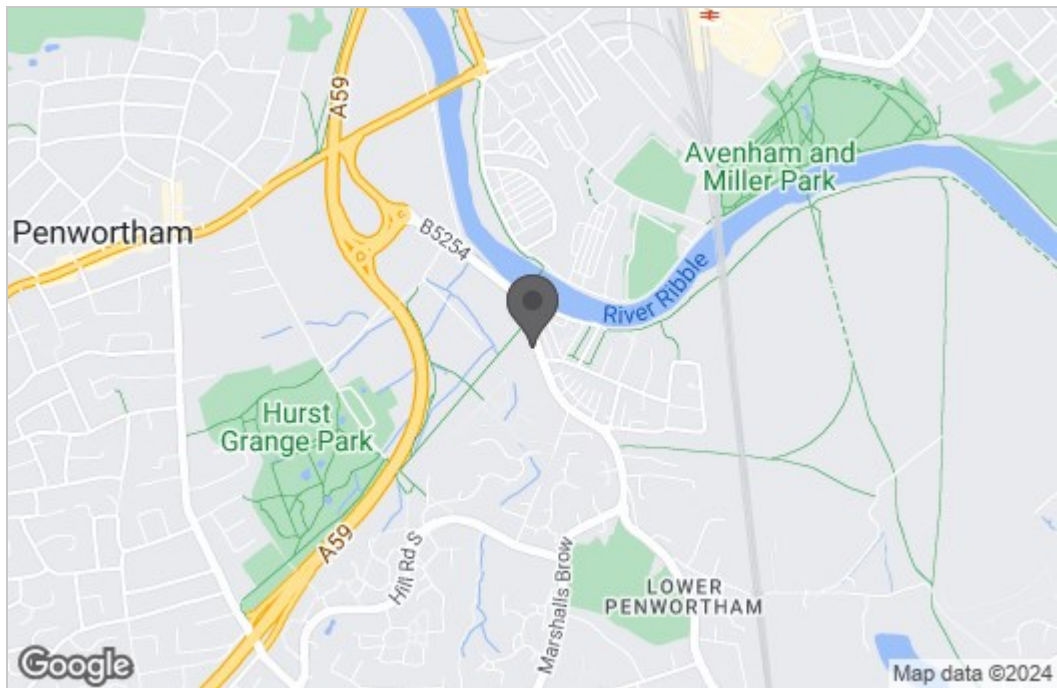 A59
Avenham and
Miller Park
Penwortham
B5254
River Ribble
Hurst
Grange Park
A59
Hill Rd S
Marshalls Brow
LOWER
PENWORTHAM
Google
Map data ©2024